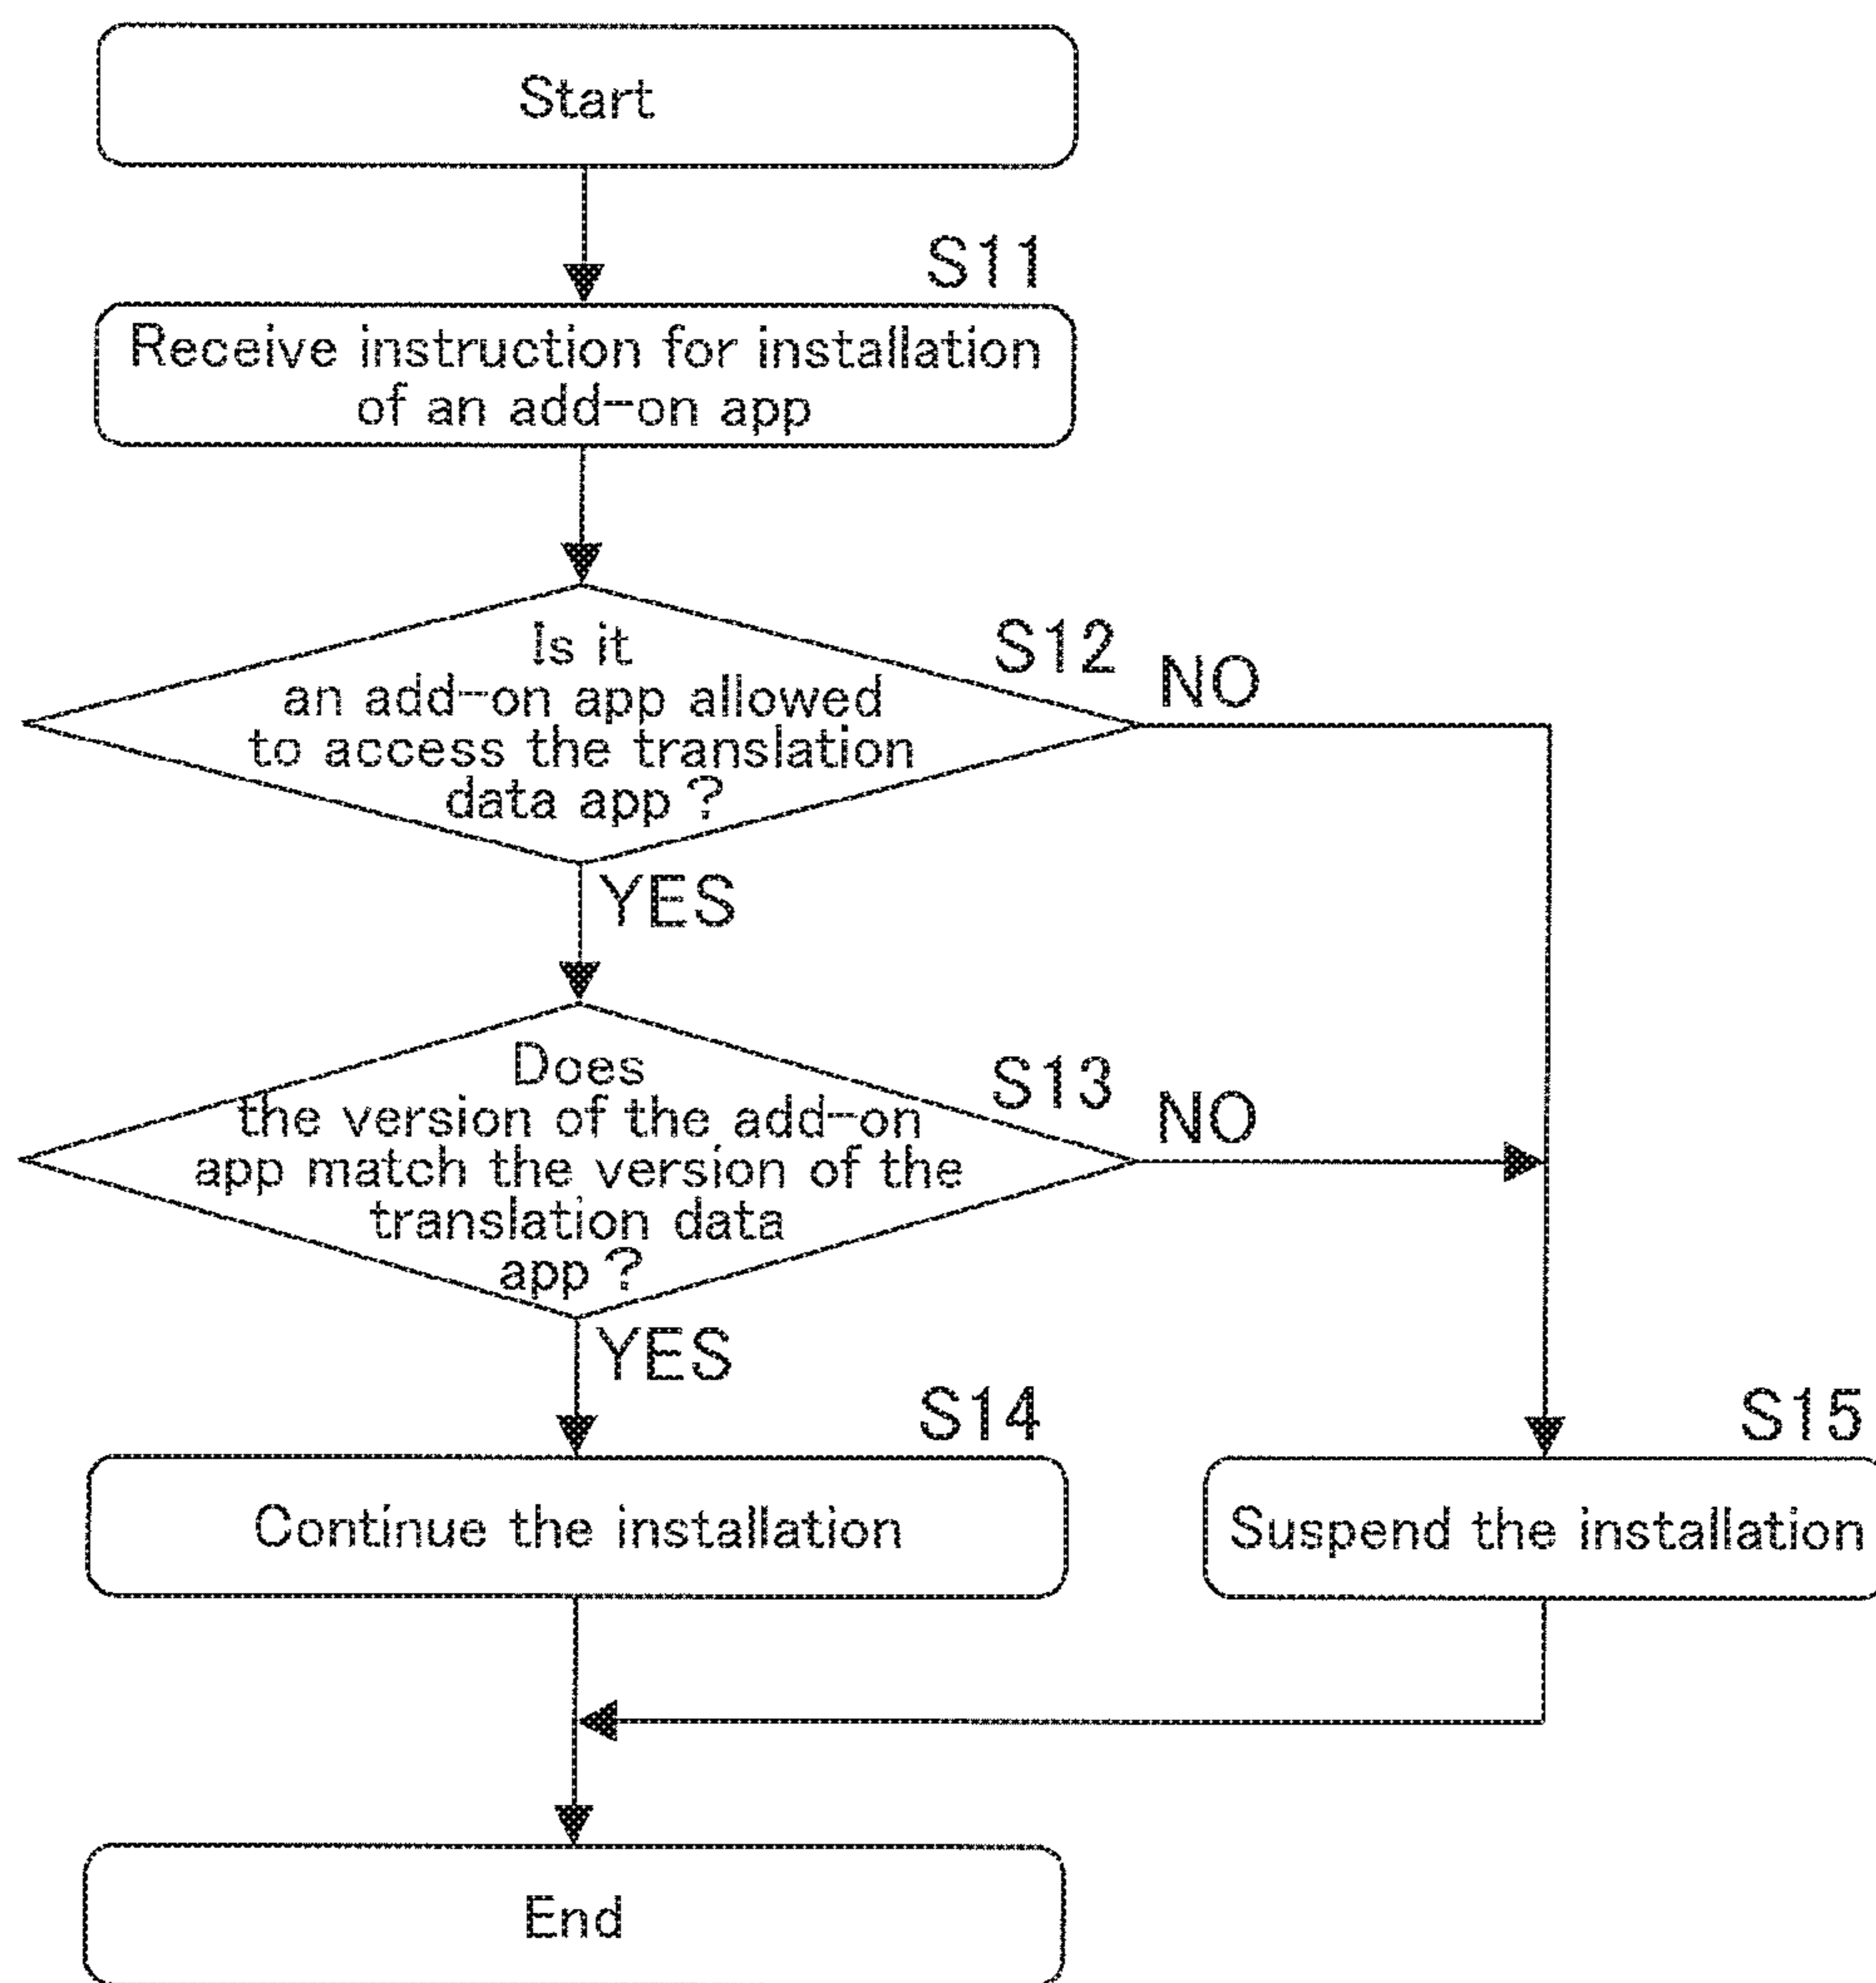 Start
S11
Receive instruction for installation
of an add-on app
S12
Is it
an add-on app allowed
to access the translation
data app ?
NO
YES
S13
Does
the version of the add-on
app match the version of the
translation data
app ?
NO
YES
S14
Continue the installation
S15
Suspend the installation
End